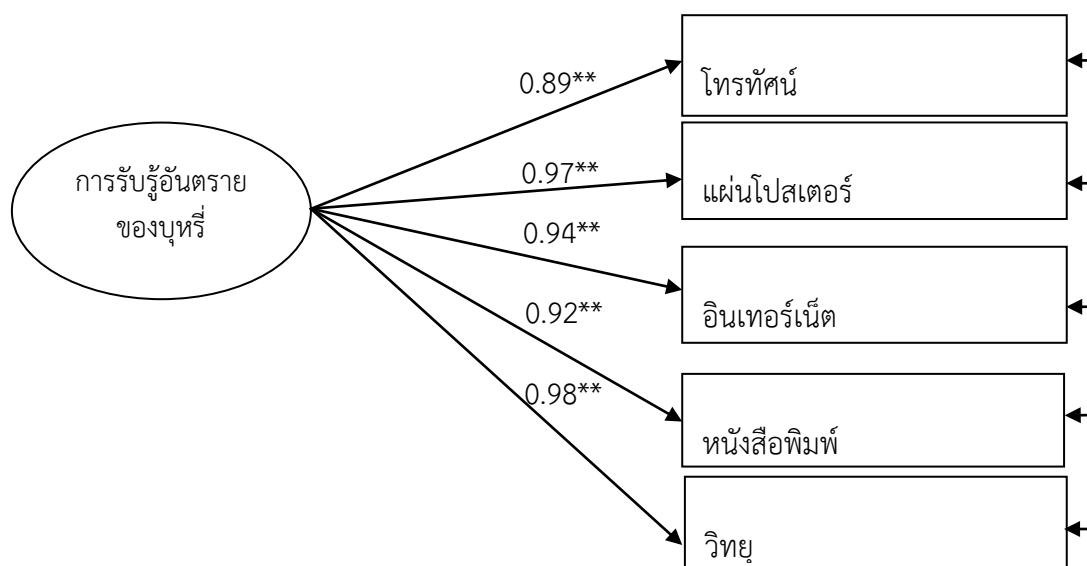 0.89**
โทรทัศน์
การรับรู้อันตราย
ของบุหรี่
0.97**
แผ่นโปสเตอร์
0.94**
อินเทอร์เน็ต
0.92**
หนังสือพิมพ์
0.98**
วิทยุ